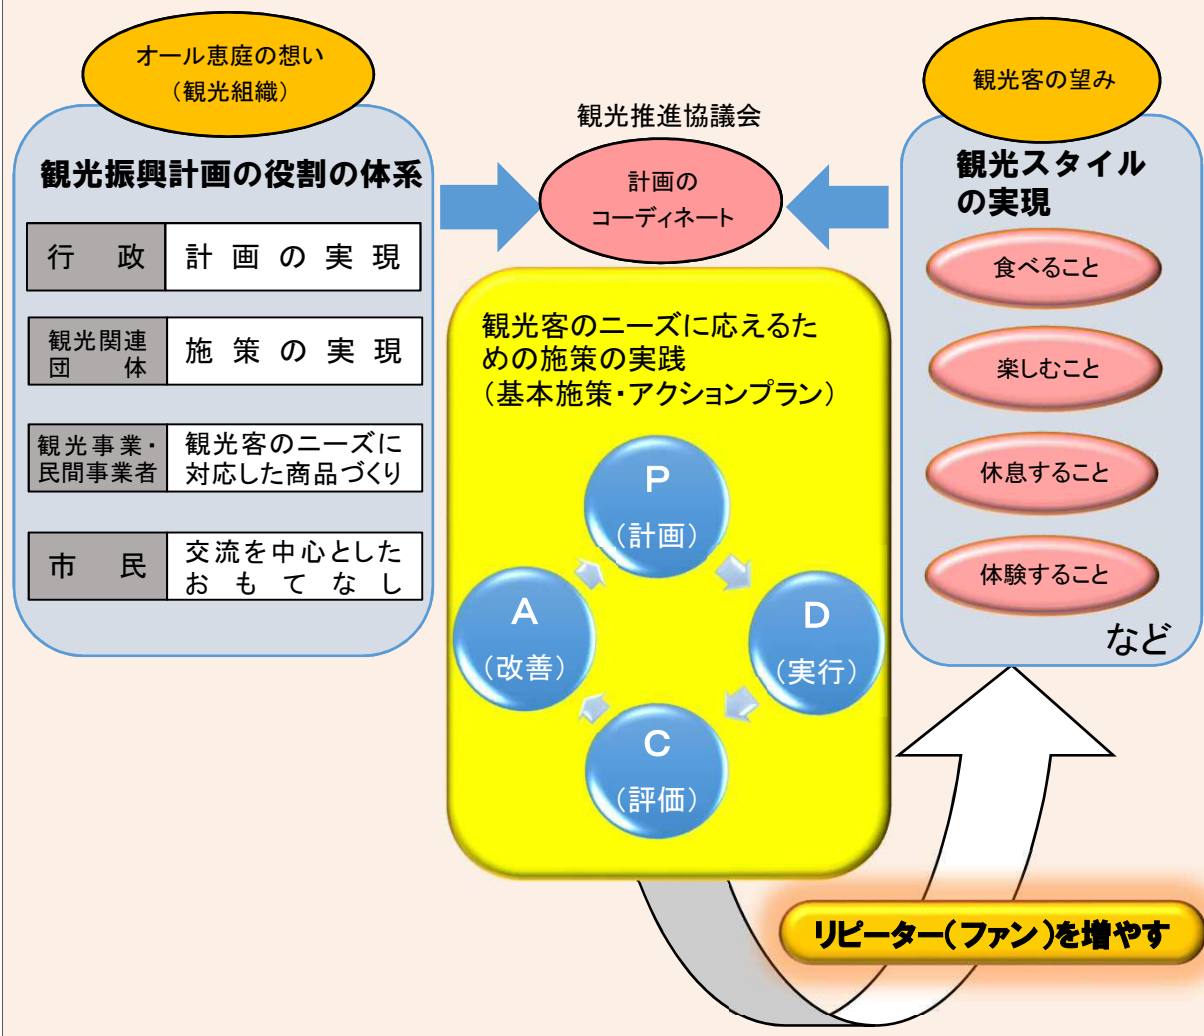 オール恵庭の想い
（観光組織）
観光振興計画の役割の体系
行政
計画の実現
観光関連
団体
施策の実現
観光事業・
民間事業者
観光客のニーズに
対応した商品づくり
市民
交流を中心とした
おもてなし
観光推進協議会
計画の
コーディネート
観光客のニーズに応えるた
めの施策の実践
（基本施策・アクションプラン）
P
（計画）
D
（実行）
C
（評価）
A
（改善）
観光客の望み
観光スタイル
の実現
食べること
楽しむこと
休息すること
体験すること
など
リピーター（ファン）を増やす